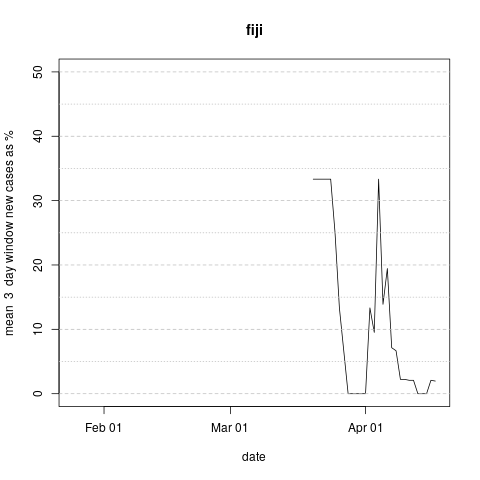 fiji
mean  3  day window new cases as %
50
40
30
20
10
0
Feb 01
Mar 01
Apr 01
date